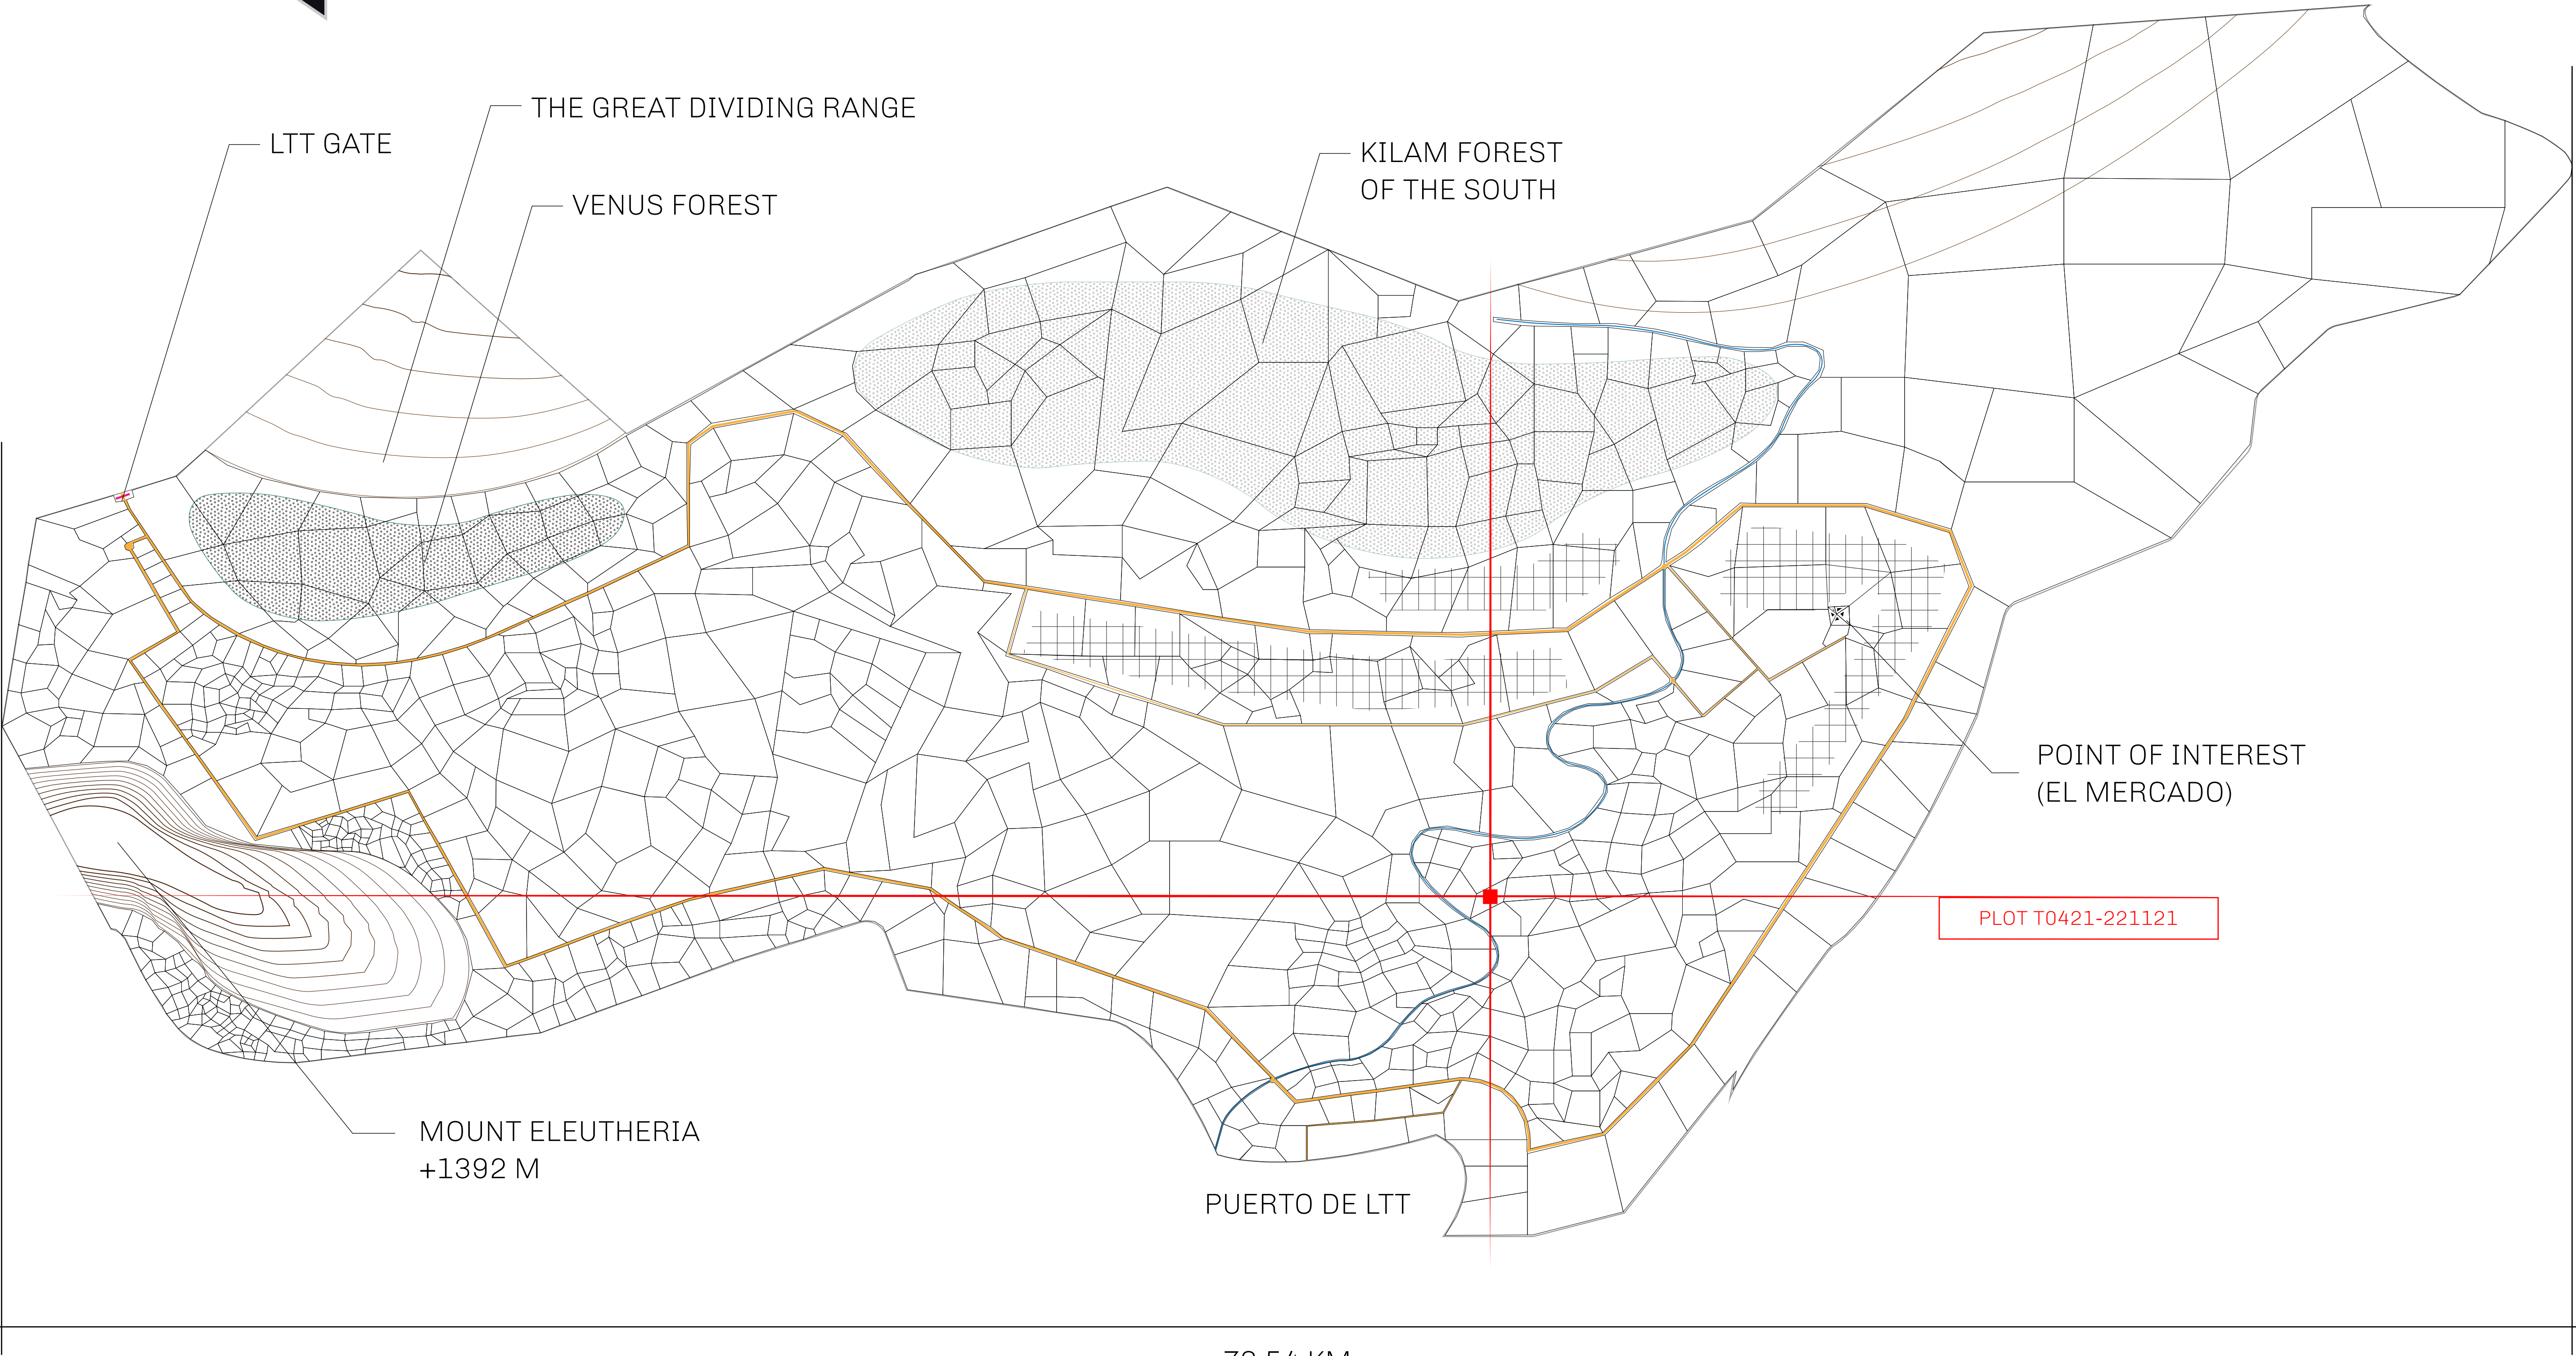 THE GREAT DIVIDING RANGE
LTT GATE
KILAM FOREST
OF THE SOUTH
VENUS FOREST
POINT OF INTEREST
(EL MERCADO)
PLOT T0421-221121
MOUNT ELEUTHERIA
+1392 M
PUERTO DE LTT
KM